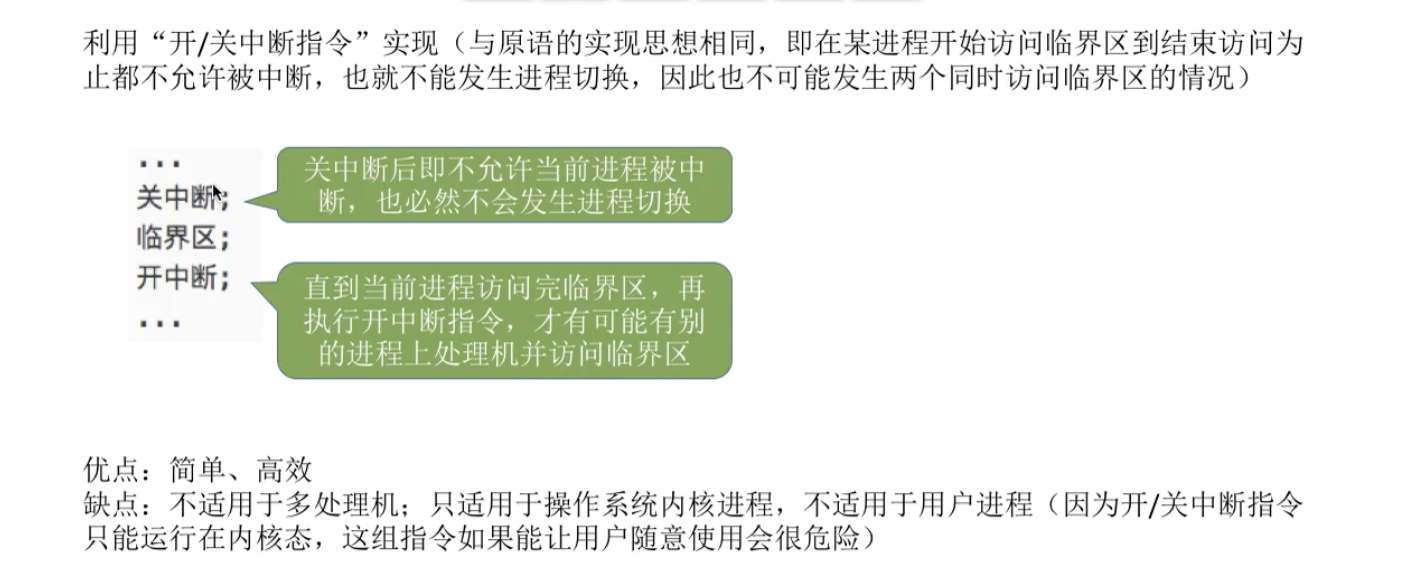 利用“开/关中断指令”实现（与原语的实现思想相同，即在某进程开始访问临界区到结束访问为
止都不允许被中断，也就不能发生进程切换，因此也不可能发生两个同时访问临界区的情况）
...
关中断;
临界区;
开中断;
...
关中断后即不允许当前进程被中
断，也必然不会发生进程切换
直到当前进程访问完临界区，再
执行开中断指令，才有可能有别
的进程上处理机并访问临界区
优点：简单、高效
缺点：不适用于多处理机；只适用于操作系统内核进程，不适用于用户进程（因为开/关中断指令
只能运行在内核态，这组指令如果能让用户随意使用会很危险）